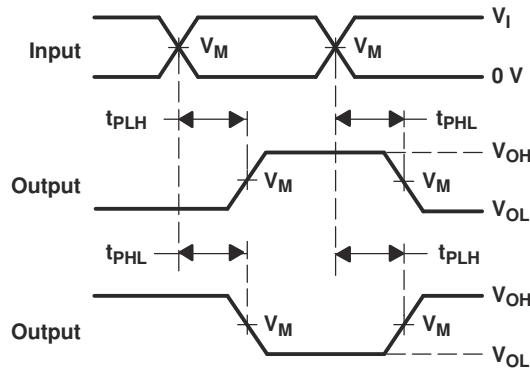 V_I
Input V_M V_M
0 V
t_PLH t_PHL
V_OH
Output V_M V_M
V_OL
t_PHL t_PLH
V_OH
Output V_M V_M
V_OL